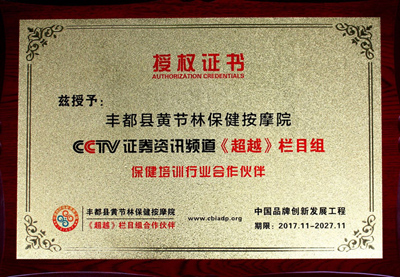 授权证书
AUTHORIZATION CREDENTIALS
兹授予：
丰都县黄节林保健按摩院
CCTV 证券资讯频道《超越》栏目组
保健培训行业合作伙伴
丰都县黄节林保健按摩院
《超越》栏目组合作伙伴
www.cbiadp.org
中国品牌创新发展工程
期限：2017.11-2027.11